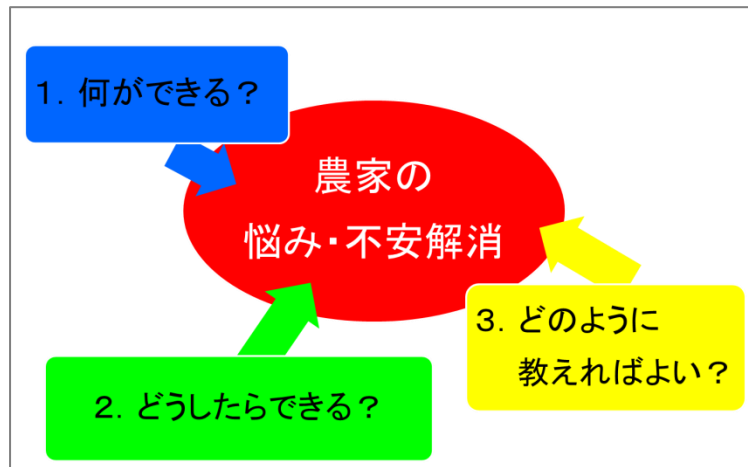 １．何ができる？
農家の
悩み・不安解消
２．どうしたらできる？
３．どのように
教えればよい？